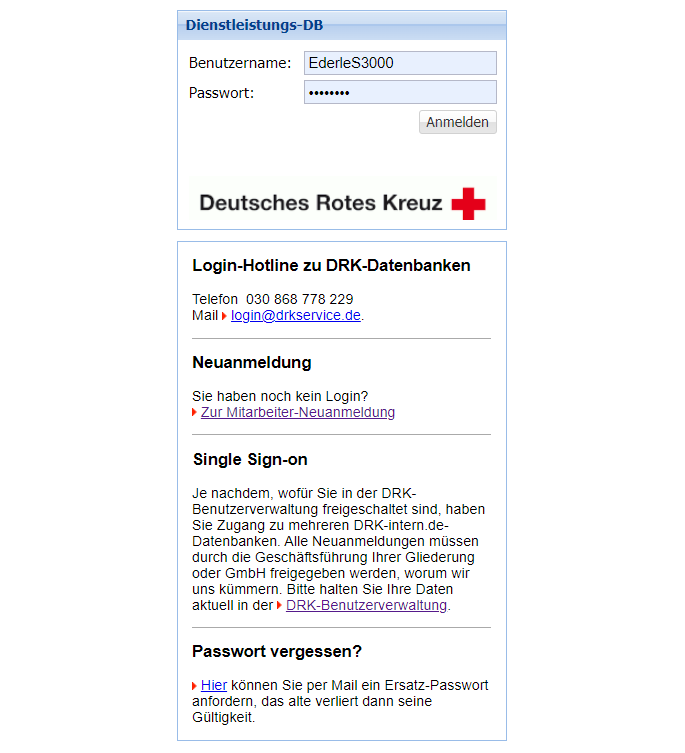 Dienstleistungs-DB
Benutzername: EderleS3000
Passwort: ••••••••
Anmelden
Deutsches Rotes Kreuz
Login-Hotline zu DRK-Datenbanken
Telefon 030 868 778 229
Mail login@drkservice.de.
Neuanmeldung
Sie haben noch kein Login?
Zur Mitarbeiter-Neuanmeldung
Single Sign-on
Je nachdem, wofür Sie in der DRK-
Benutzerverwaltung freigeschaltet sind, haben
Sie Zugang zu mehreren DRK-intern.de-
Datenbanken. Alle Neuanmeldungen müssen
durch die Geschäftsführung Ihrer Gliederung
oder GmbH freigegeben werden, worum wir
uns kümmern. Bitte halten Sie Ihre Daten
aktuell in der DRK-Benutzerverwaltung.
Passwort vergessen?
Hier können Sie per Mail ein Ersatz-Passwort
anfordern, das alte verliert dann seine
Gültigkeit.